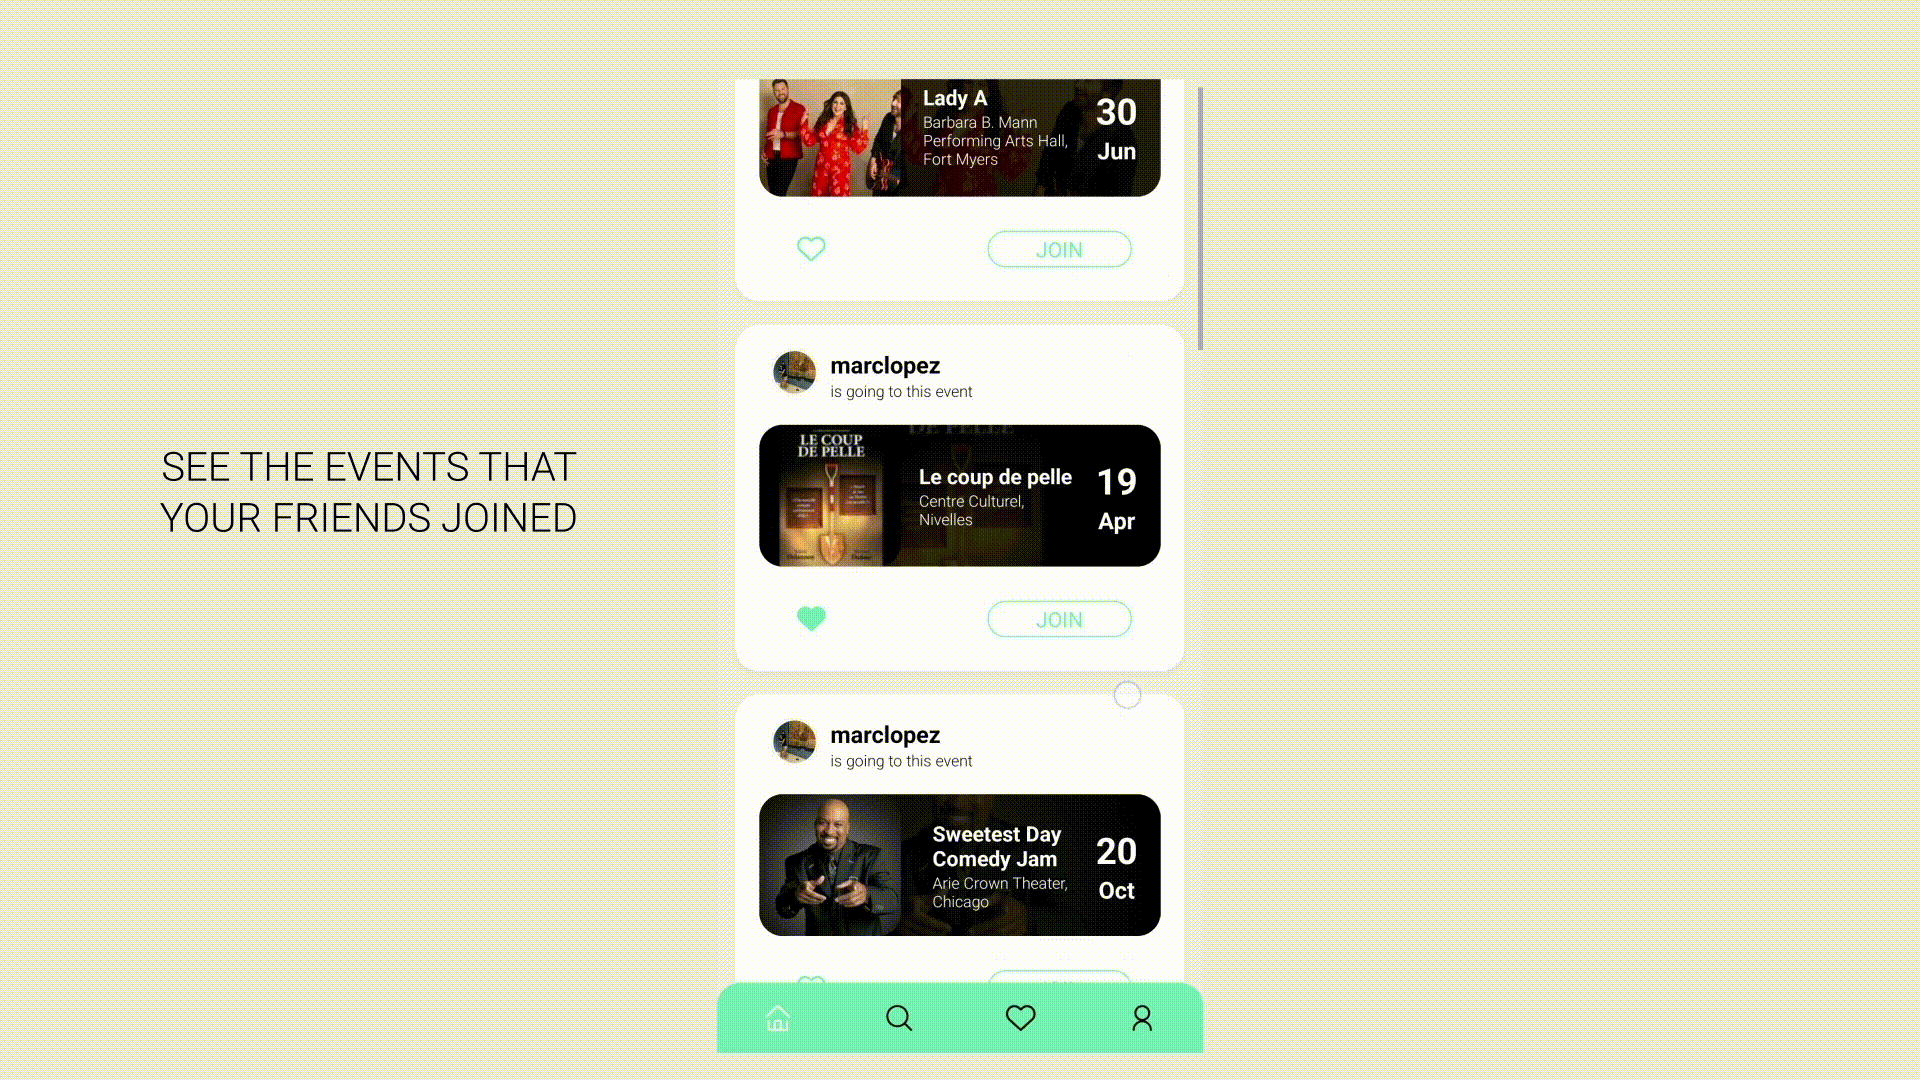 SEE THE EVENTS THAT
YOUR FRIENDS JOINED
Lady A
Barbara B. Mann
Performing Arts Hall,
Fort Myers
30
Jun
JOIN
marclopez
is going to this event
LE COUP
DE PELLE
DE PELLE
Le coup de pelle
Centre Culturel,
Nivelles
19
Apr
JOIN
marclopez
is going to this event
Sweetest Day
Comedy Jam
Arie Crown Theater,
Chicago
20
Oct